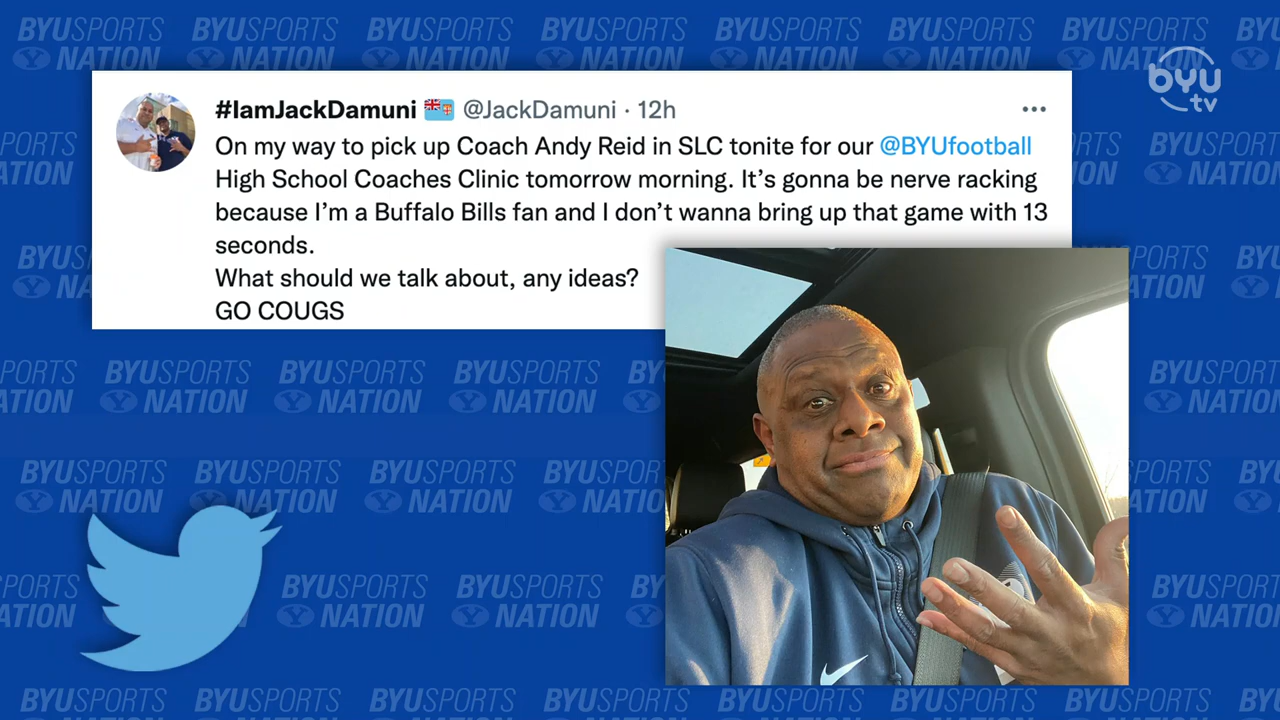 BYUSPORTS NATION
byu
tv
#IamJackDamuni @JackDamuni · 12h
On my way to pick up Coach Andy Reid in SLC tonite for our @BYUfootball
High School Coaches Clinic tomorrow morning. It’s gonna be nerve racking
because I’m a Buffalo Bills fan and I don’t wanna bring up that game with 13
seconds.
What should we talk about, any ideas?
GO COUGS